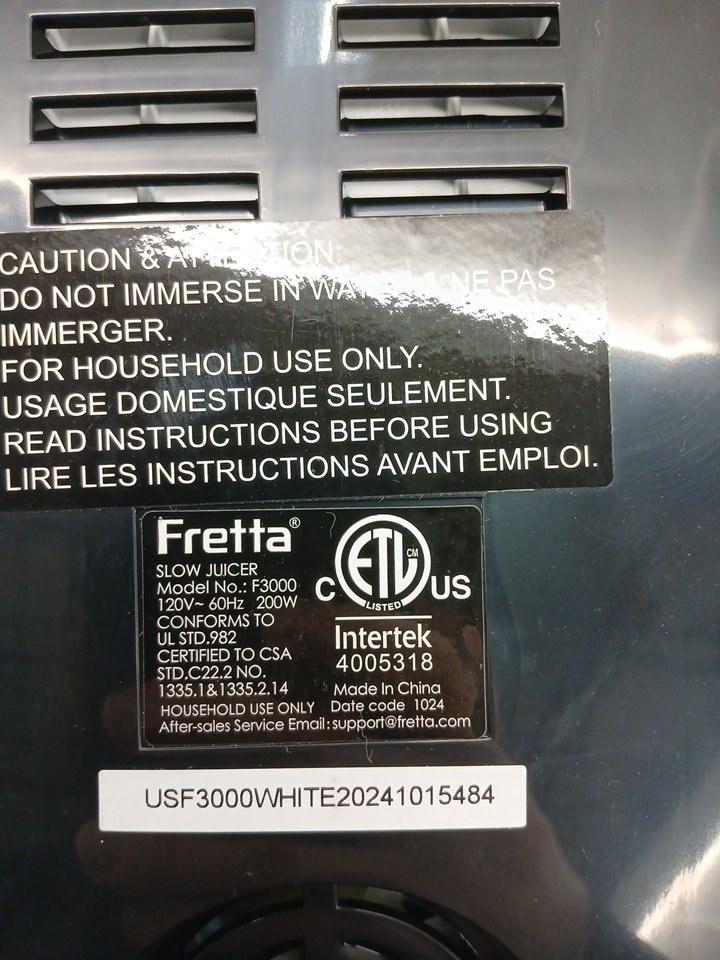 CAUTION & ATTENTION:
DO NOT IMMERSE IN WATER & NE PAS
IMMERGER.
FOR HOUSEHOLD USE ONLY.
USAGE DOMESTIQUE SEULEMENT.
READ INSTRUCTIONS BEFORE USING
LIRE LES INSTRUCTIONS AVANT EMPLOI.
Fretta®
SLOW JUICER
Model No.: F3000
120V~ 60Hz 200W
CONFORMS TO
UL STD.982
CERTIFIED TO CSA
STD.C22.2 NO.
1335.1&1335.2.14
C ETL CM US
LISTED
Intertek
4005318
Made In China
HOUSEHOLD USE ONLY Date code 1024
After-sales Service Email:support@fretta.com
USF3000WHITE20241015484